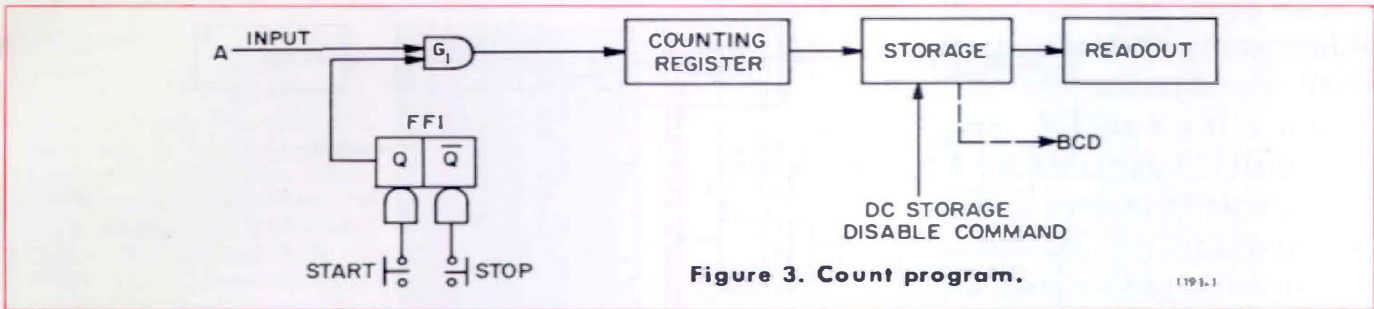 A INPUT
G1
COUNTING
REGISTER
STORAGE
READOUT
FF1
Q Q̅
BCD
DC STORAGE
DISABLE COMMAND
START STOP
Figure 3. Count program.